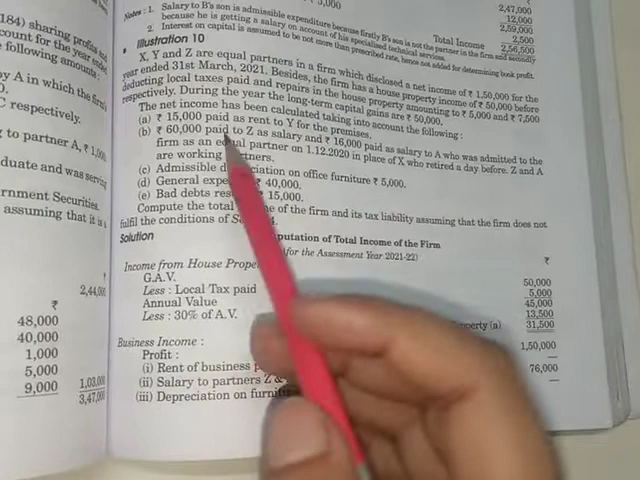 5,000
Notes : 1. Salary to B's son is admissible expenditure because firstly B's son is not the partner in the firm and secondly
because he is getting a salary on account of his specialised technical services.
2. Interest on capital is assumed to be not more than prescribed rate, hence not added for determining book profit.
2,47,000
12,000
2,59,000
Total Income 2,500
2,56,500
Illustration 10
X, Y and Z are equal partners in a firm which disclosed a net income of ₹ 1,50,000 for the
year ended 31st March, 2021. Besides, the firm has a house property income of ₹ 50,000 before
deducting local taxes paid and repairs in the house property amounting to ₹ 5,000 and ₹ 7,500
respectively. During the year the long-term capital gains are ₹ 50,000.
The net income has been calculated taking into account the following :
(a) ₹ 15,000 paid as rent to Y for the premises.
(b) ₹ 60,000 paid to Z as salary and ₹ 16,000 paid as salary to A who was admitted to the
firm as an equal partner on 1.12.2020 in place of X who retired a day before. Z and A
are working
(c) Admissible on office furniture ₹ 5,000.
(d) General ₹ 40,000.
(e) Bad debts ₹ 15,000.
Compute the total of the firm and its tax liability assuming that the firm does not
fulfil the conditions of
Solution
of Total Income of the Firm
(for the Assessment Year 2021-22)
₹
Income from House
G.A.V. 50,000
Less : Local Tax paid 5,000
Annual Value 45,000
Less : 30% of A.V. 13,500
(a) 31,500
Business Income :
Profit : 1,50,000
(i) Rent of business —
(ii) Salary to partners Z & 76,000
(iii) Depreciation on —
184) sharing profits and
count for the year
following amounts :
by A in which the firm
C respectively.
to partner A, ₹ 1,000
duate and was serving
rnment Securities.
assuming that it is
₹
2,44,000
₹
48,000
40,000
1,000
5,000
9,000 1,03,000
3,47,000